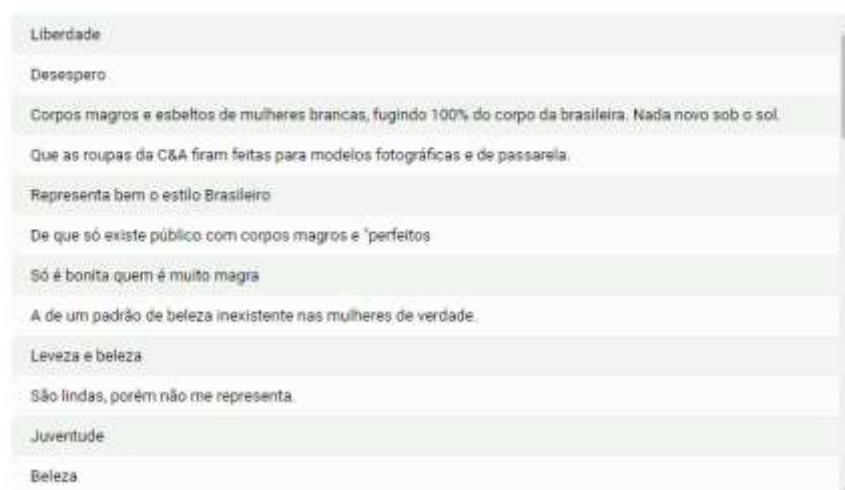 Liberdade
Desespero
Corpos magros e esbeltos de mulheres brancas, fugindo 100% do corpo da brasileira. Nada novo sob o sol.
Que as roupas da C&A firam feitas para modelos fotográficas e de passarela.
Representa bem o estilo Brasileiro
De que só existe público com corpos magros e "perfeitos
Só é bonita quem é muito magra
A de um padrão de beleza inexistente nas mulheres de verdade.
Leveza e beleza
São lindas, porém não me representa.
Juventude
Beleza